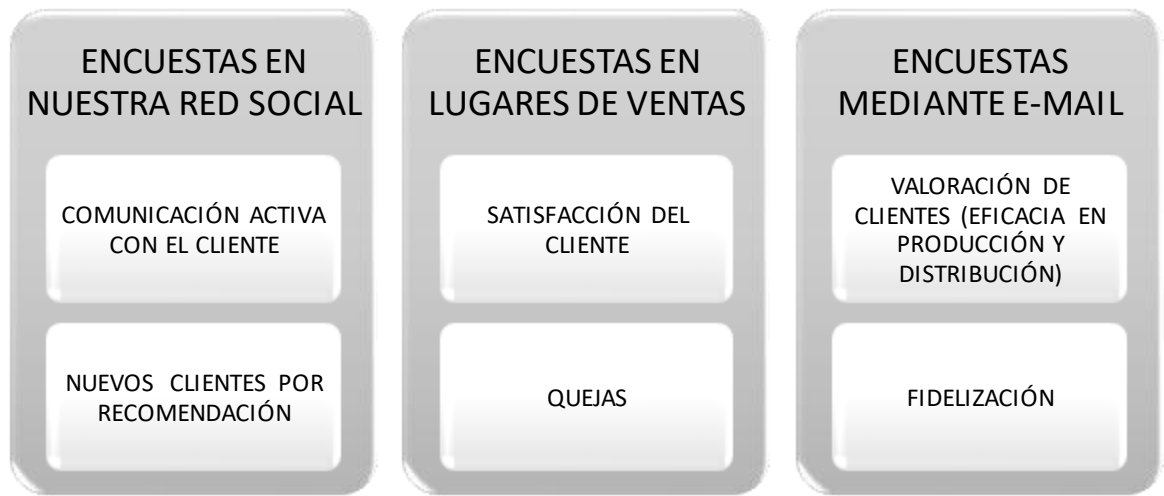 ENCUESTAS EN
NUESTRA RED SOCIAL
COMUNICACIÓN ACTIVA
CON EL CLIENTE
NUEVOS CLIENTES POR
RECOMENDACIÓN
ENCUESTAS EN
LUGARES DE VENTAS
SATISFACCIÓN DEL
CLIENTE
QUEJAS
ENCUESTAS
MEDIANTE E-MAIL
VALORACIÓN DE
CLIENTES (EFICACIA EN
PRODUCCIÓN Y
DISTRIBUCIÓN)
FIDELIZACIÓN